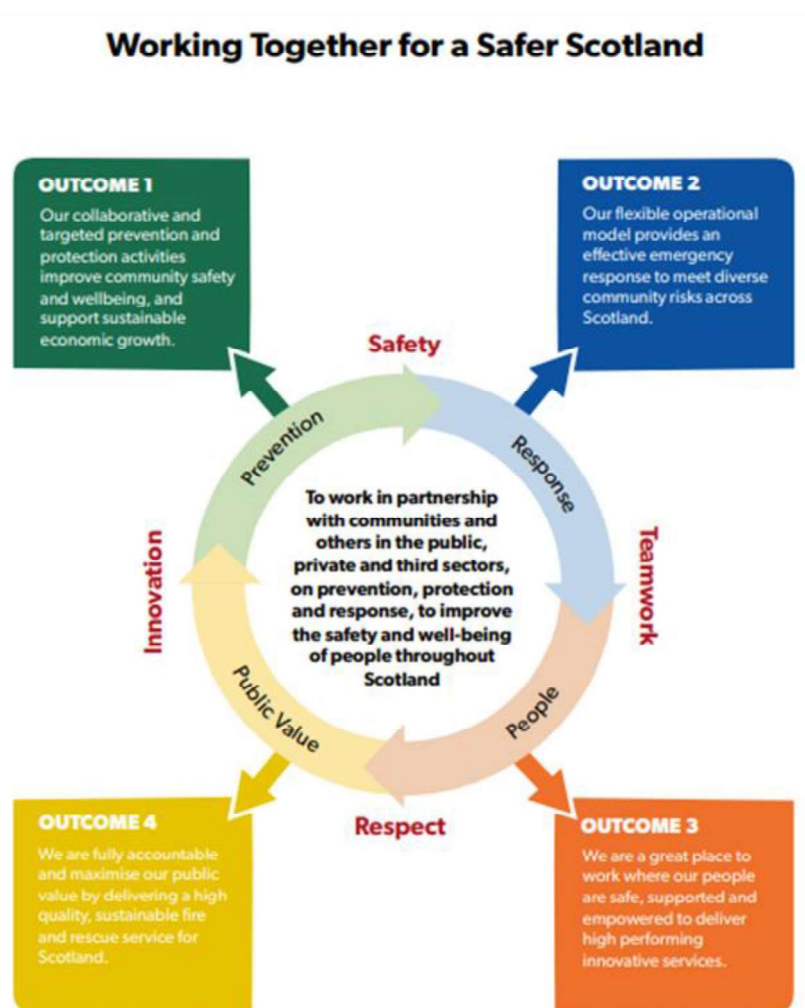 Working Together for a Safer Scotland
OUTCOME 1
Our collaborative and
targeted prevention and
protection activities
improve community safety
and wellbeing, and
support sustainable
economic growth.
OUTCOME 2
Our flexible operational
model provides an
effective emergency
response to meet diverse
community risks across
Scotland.
Safety
Prevention
Response
Innovation
To work in partnership
with communities and
others in the public,
private and third sectors,
on prevention, protection
and response, to improve
the safety and well-being
of people throughout
Scotland
Teamwork
Public Value
People
Respect
OUTCOME 4
We are fully accountable
and maximise our public
value by delivering a high
quality, sustainable fire
and rescue service for
Scotland.
OUTCOME 3
We are a great place to
work where our people
are safe, supported and
empowered to deliver
high performing
innovative services.